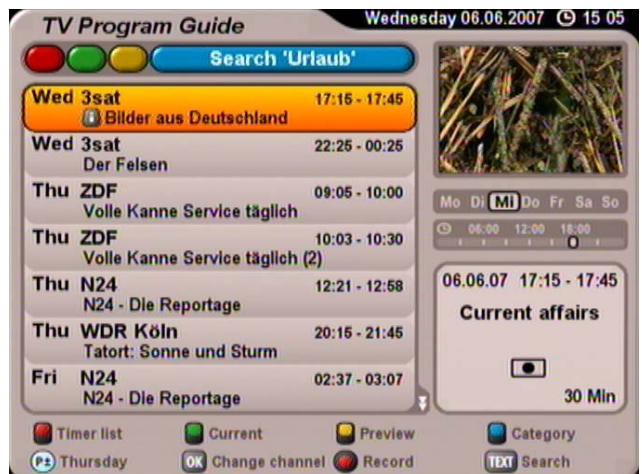 TV Program Guide
Wednesday 06.06.2007 15 05
Search 'Urlaub'
Wed 3sat 17:15 - 17:45
Bilder aus Deutschland
Wed 3sat 22:25 - 00:25
Der Felsen
Thu ZDF 09:05 - 10:00
Volle Kanne Service täglich
Thu ZDF 10:03 - 10:30
Volle Kanne Service täglich (2)
Thu N24 12:21 - 12:58
N24 - Die Reportage
Thu WDR Köln 20:15 - 21:45
Tatort: Sonne und Sturm
Fri N24 02:37 - 03:07
N24 - Die Reportage
Mo Di Mi Do Fr Sa So
06:00 12:00 18:00
06.06.07 17:15 - 17:45
Current affairs
30 Min
Timer list Current Preview Category
P± Thursday OK Change channel Record TEXT Search